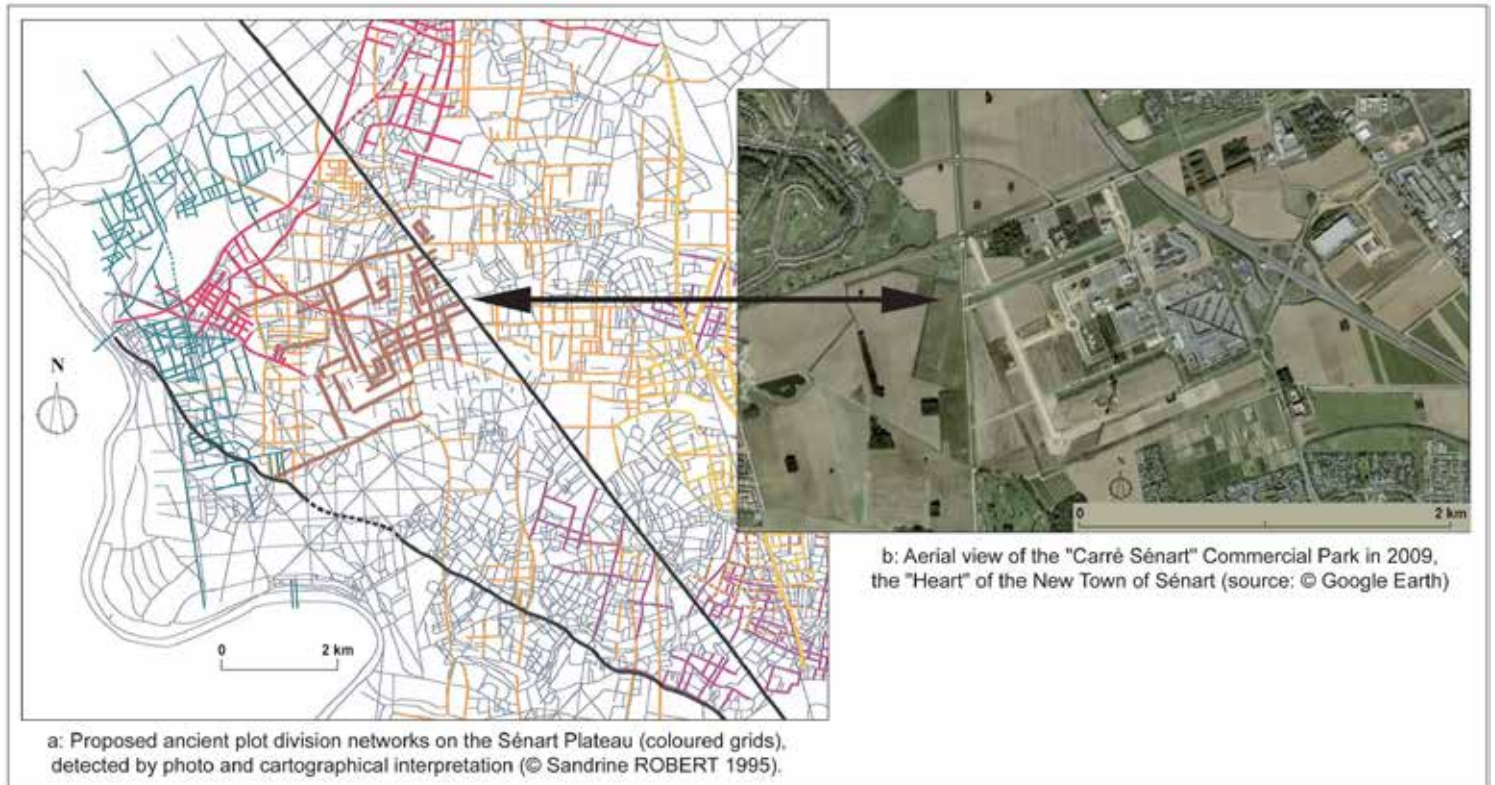 N
0 2 km
a: Proposed ancient plot division networks on the Sénart Plateau (coloured grids),
detected by photo and cartographical interpretation (© Sandrine ROBERT 1995).
N
0 2 km
b: Aerial view of the "Carré Sénart" Commercial Park in 2009,
the "Heart" of the New Town of Sénart (source: © Google Earth)